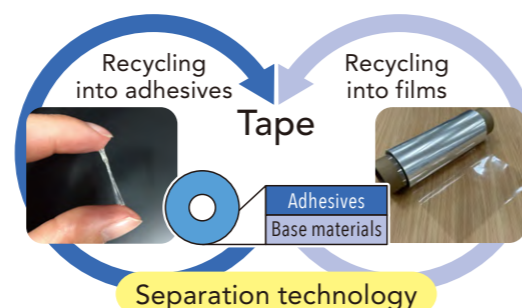 Recycling
into adhesives
Recycling
into films
Tape
Adhesives
Base materials
Separation technology